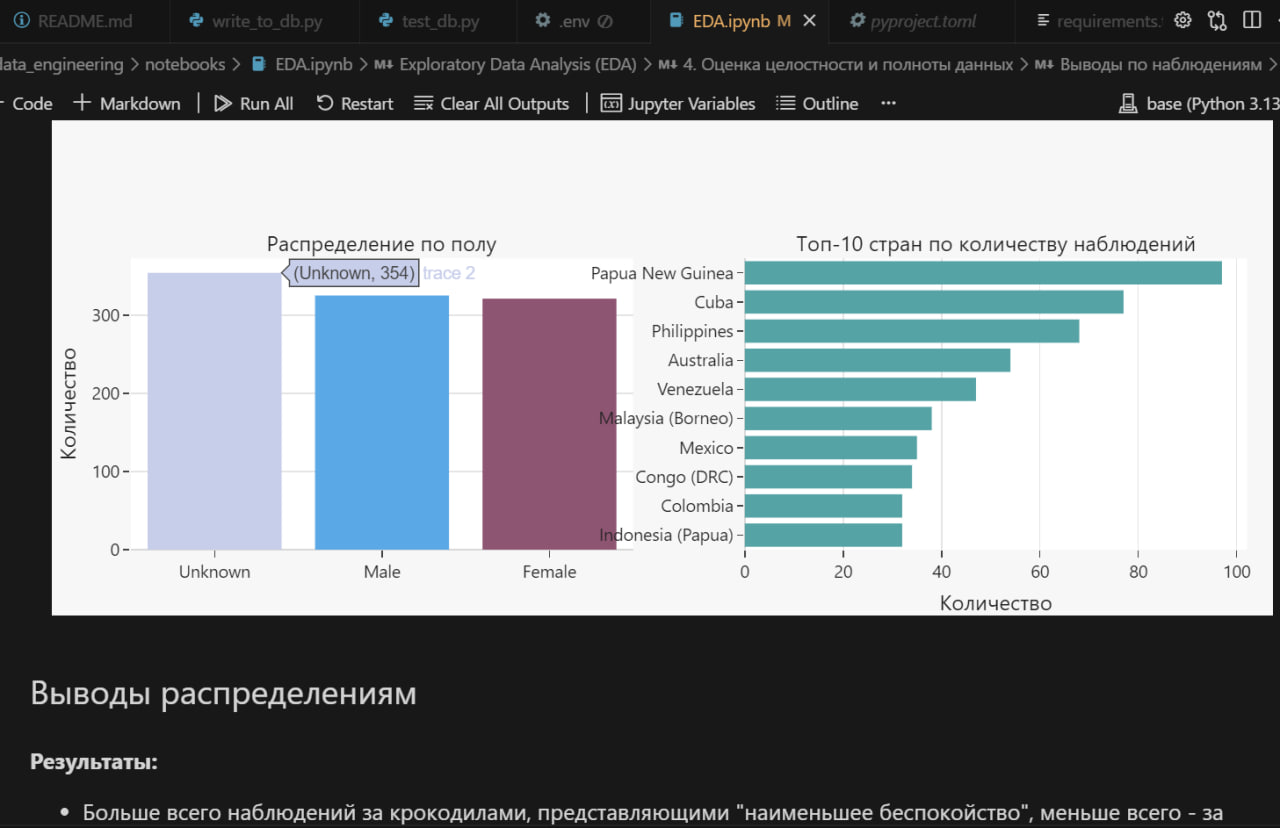 README.md write_to_db.py test_db.py .env EDA.ipynb M pyproject.toml requirements.
data_engineering > notebooks > EDA.ipynb > M↓ Exploratory Data Analysis (EDA) > M↓ 4. Оценка целостности и полноты данных > M↓ Выводы по наблюдениям >
Code + Markdown | Run All Restart Clear All Outputs | Jupyter Variables Outline ... base (Python 3.13
Распределение по полу
(Unknown, 354) trace 2
Количество
300
200
100
0
Unknown Male Female
Топ-10 стран по количеству наблюдений
Papua New Guinea
Cuba
Philippines
Australia
Venezuela
Malaysia (Borneo)
Mexico
Congo (DRC)
Colombia
Indonesia (Papua)
0 20 40 60 80 100
Количество
Выводы распределениям
Результаты:
• Больше всего наблюдений за крокодилами, представляющими "наименьшее беспокойство", меньше всего - за